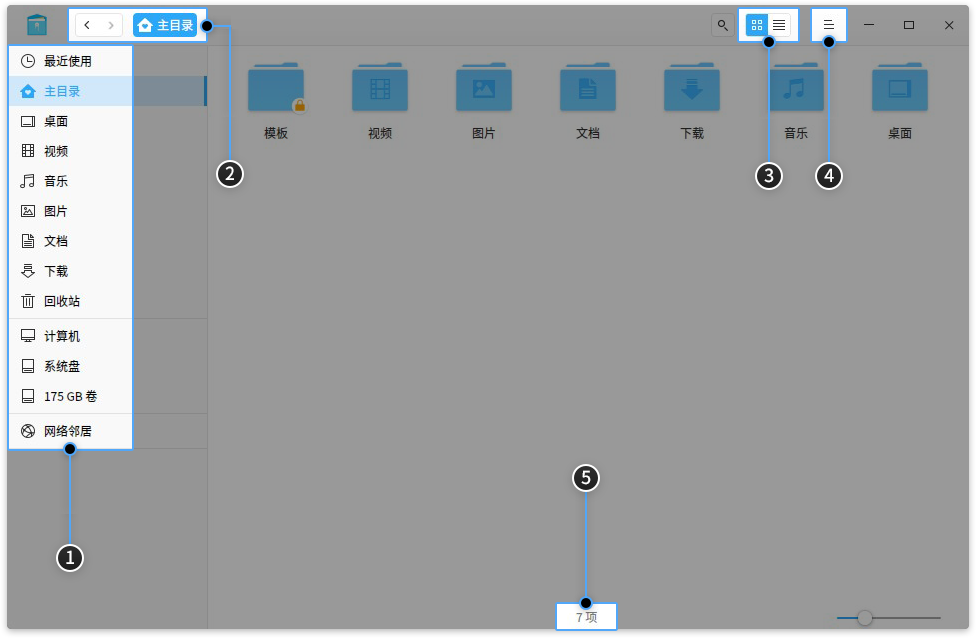 主目录
最近使用
主目录
桌面
视频
音乐
图片
文档
下载
回收站
计算机
系统盘
175 GB 卷
网络邻居
模板 视频 图片 文档 下载 音乐 桌面
2
3
4
5
1
7 项